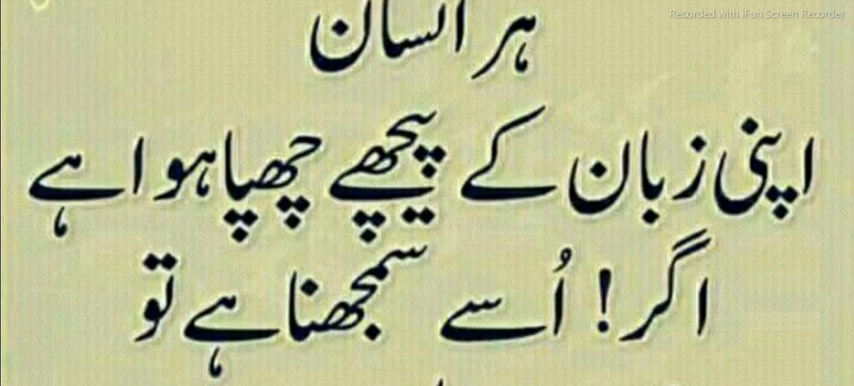 Recorded with iFun Screen Recorder
ہر انسان
اپنی زبان کے پیچھے چھپا ہوا ہے
اگر! اُسے سمجھنا ہے تو